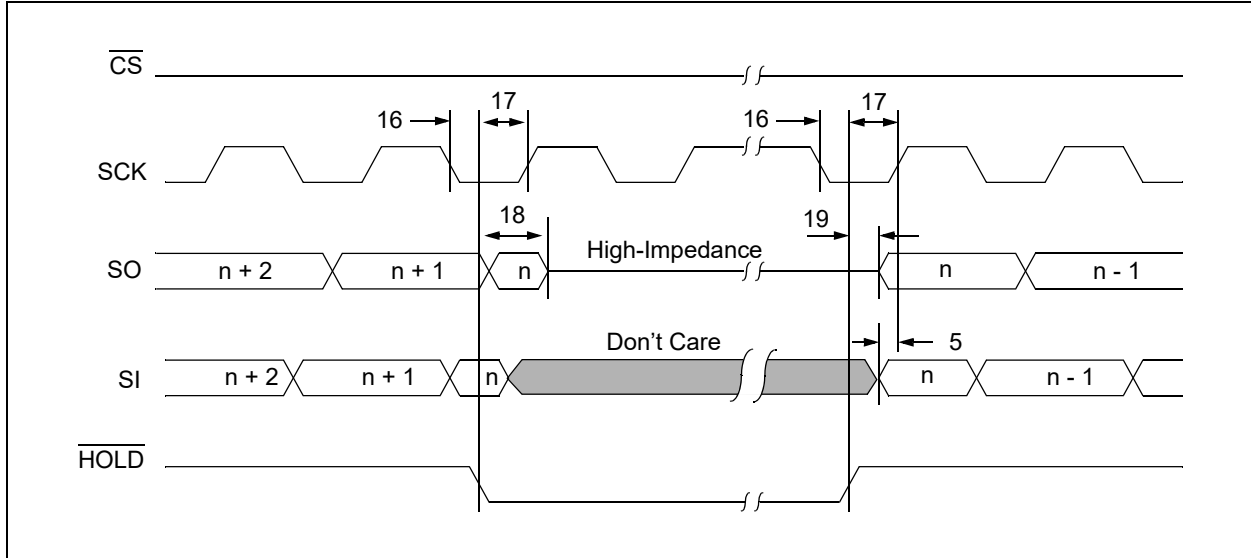 CS
16
17
16
17
SCK
18
19
SO
n + 2
n + 1
n
High-Impedance
n
n - 1
Don't Care
5
SI
n + 2
n + 1
n
n
n - 1
HOLD